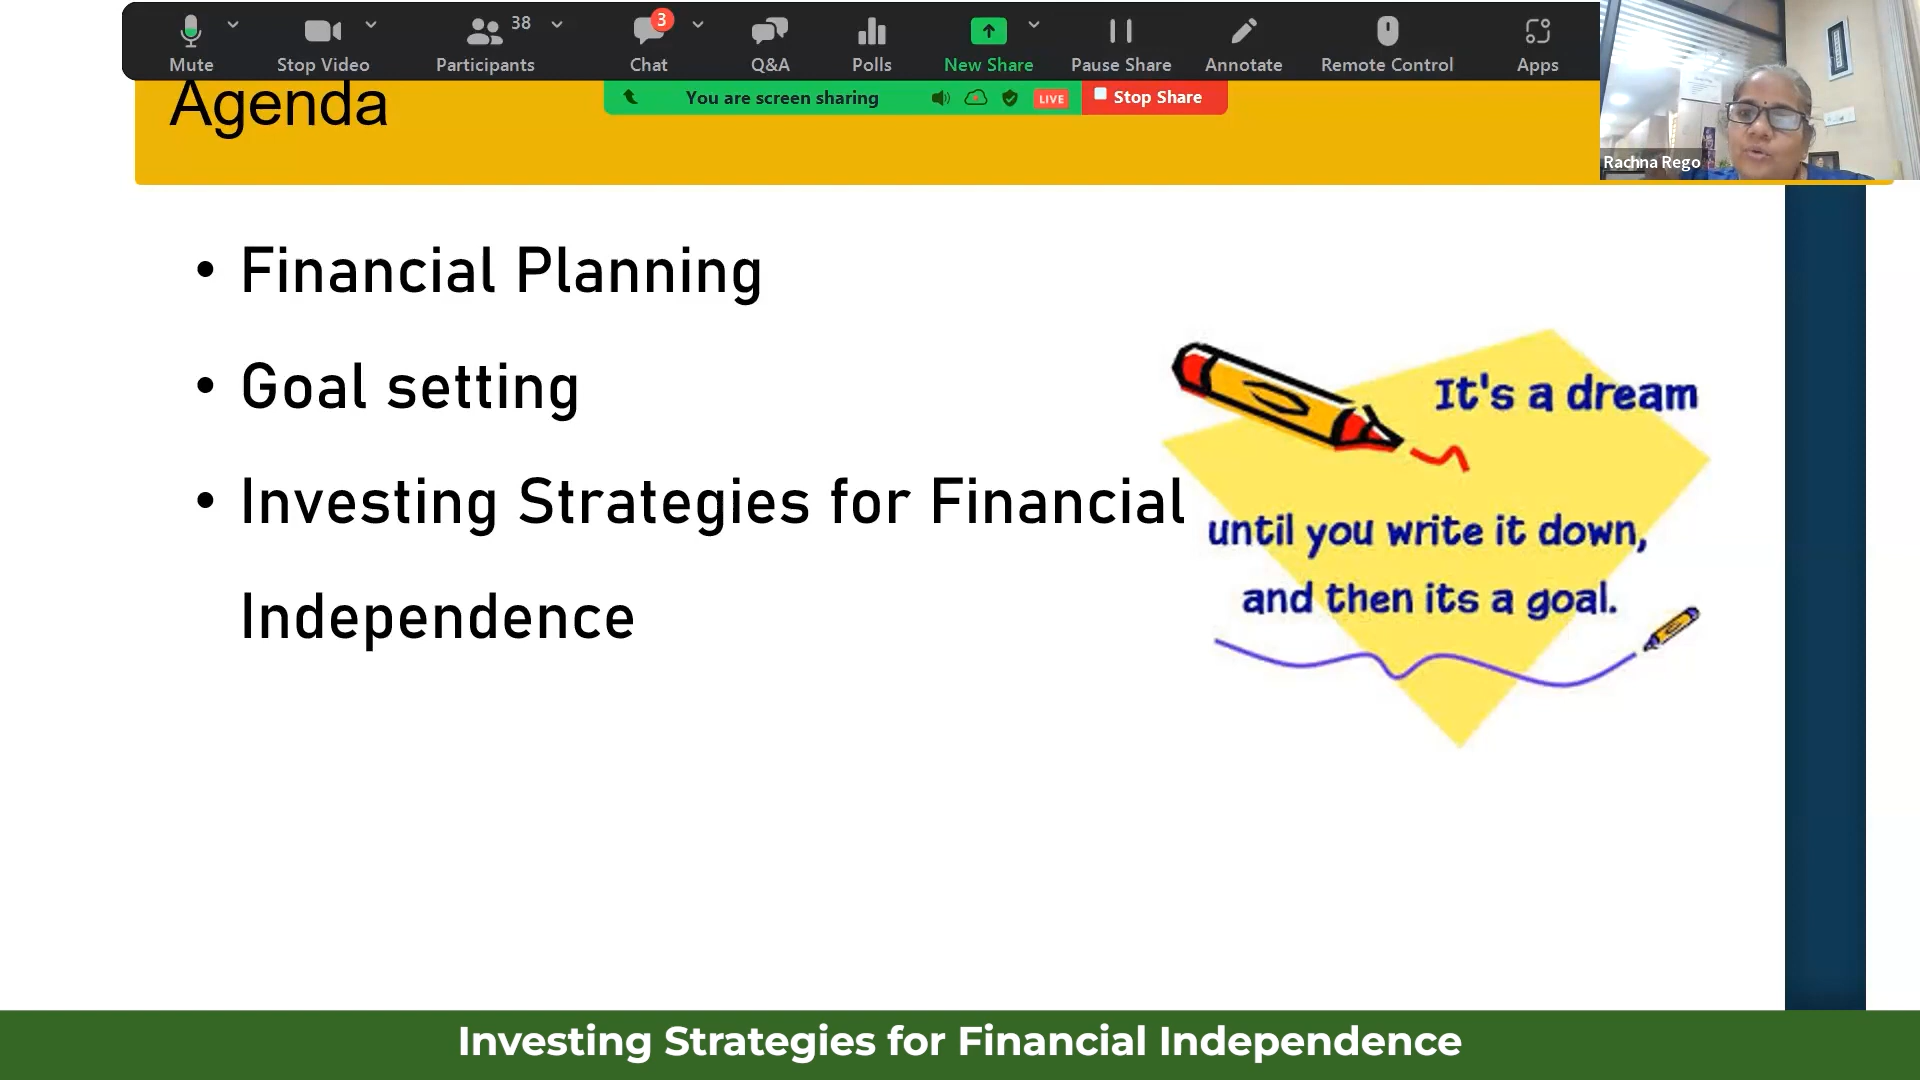 Mute
Stop Video
38
Participants
3
Chat
Q&A
Polls
New Share
Pause Share
Annotate
Remote Control
Apps
You are screen sharing
LIVE
Stop Share
Rachna Rego
Agenda
• Financial Planning
• Goal setting
• Investing Strategies for Financial
Independence
It's a dream
until you write it down,
and then its a goal.
Investing Strategies for Financial Independence